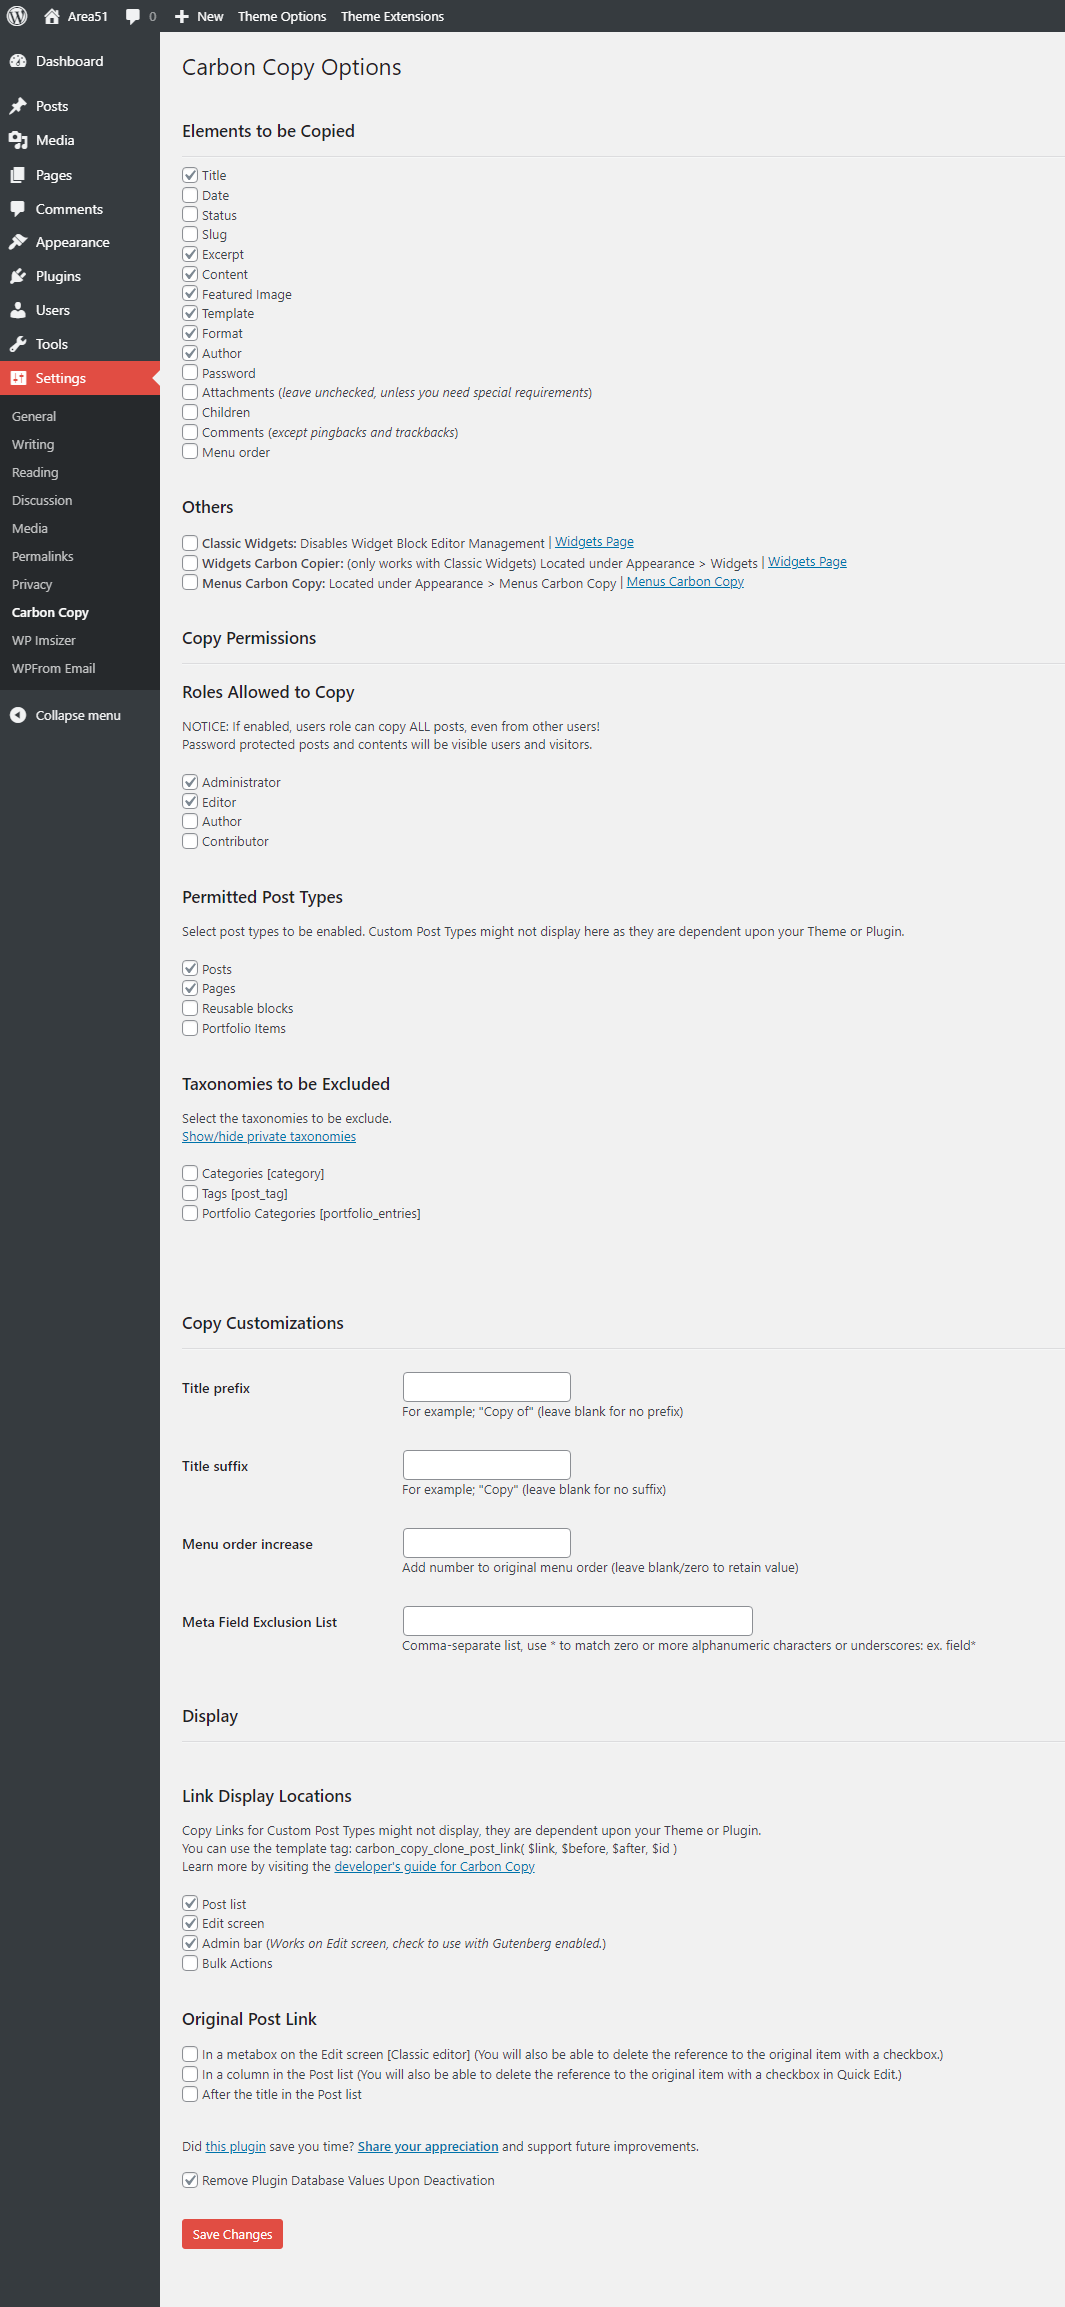 Area51 0 New Theme Options Theme Extensions
Dashboard
Posts
Media
Pages
Comments
Appearance
Plugins
Users
Tools
Settings
General
Writing
Reading
Discussion
Media
Permalinks
Privacy
Carbon Copy
WP Imsizer
WPFrom Email
Collapse menu
Carbon Copy Options
Elements to be Copied
Title
Date
Status
Slug
Excerpt
Content
Featured Image
Template
Format
Author
Password
Attachments (leave unchecked, unless you need special requirements)
Children
Comments (except pingbacks and trackbacks)
Menu order
Others
Classic Widgets: Disables Widget Block Editor Management | Widgets Page
Widgets Carbon Copier: (only works with Classic Widgets) Located under Appearance > Widgets | Widgets Page
Menus Carbon Copy: Located under Appearance > Menus Carbon Copy | Menus Carbon Copy
Copy Permissions
Roles Allowed to Copy
NOTICE: If enabled, users role can copy ALL posts, even from other users!
Password protected posts and contents will be visible users and visitors.
Administrator
Editor
Author
Contributor
Permitted Post Types
Select post types to be enabled. Custom Post Types might not display here as they are dependent upon your Theme or Plugin.
Posts
Pages
Reusable blocks
Portfolio Items
Taxonomies to be Excluded
Select the taxonomies to be exclude.
Show/hide private taxonomies
Categories [category]
Tags [post_tag]
Portfolio Categories [portfolio_entries]
Copy Customizations
Title prefix
For example; "Copy of" (leave blank for no prefix)
Title suffix
For example; "Copy" (leave blank for no suffix)
Menu order increase
Add number to original menu order (leave blank/zero to retain value)
Meta Field Exclusion List
Comma-separate list, use * to match zero or more alphanumeric characters or underscores: ex. field*
Display
Link Display Locations
Copy Links for Custom Post Types might not display, they are dependent upon your Theme or Plugin.
You can use the template tag: carbon_copy_clone_post_link( $link, $before, $after, $id )
Learn more by visiting the developer's guide for Carbon Copy
Post list
Edit screen
Admin bar (Works on Edit screen, check to use with Gutenberg enabled.)
Bulk Actions
Original Post Link
In a metabox on the Edit screen [Classic editor] (You will also be able to delete the reference to the original item with a checkbox.)
In a column in the Post list (You will also be able to delete the reference to the original item with a checkbox in Quick Edit.)
After the title in the Post list
Did this plugin save you time? Share your appreciation and support future improvements.
Remove Plugin Database Values Upon Deactivation
Save Changes